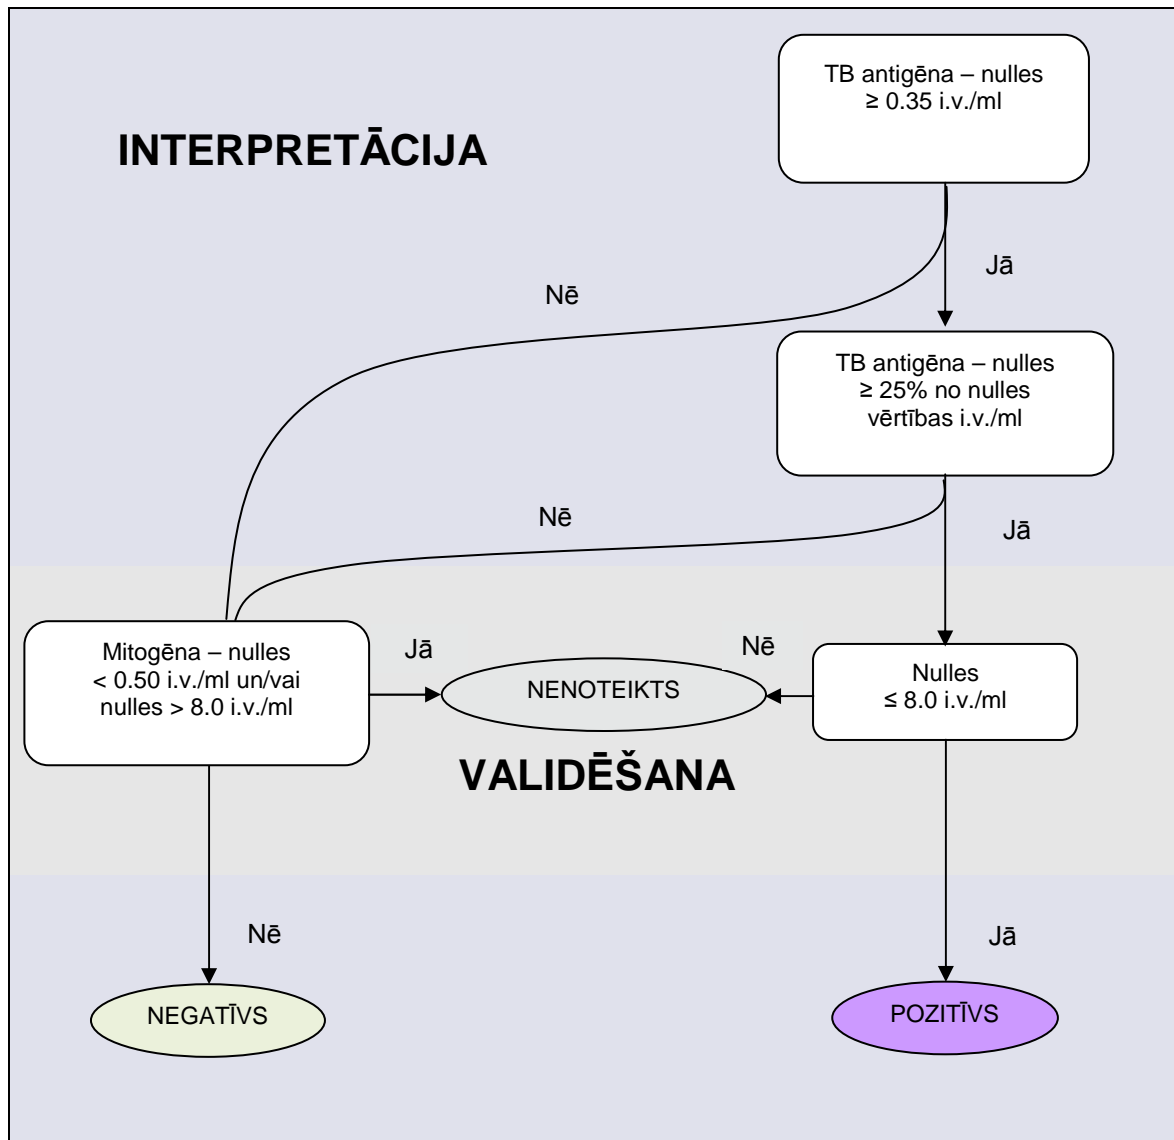 TB antigēna – nulles
≥ 0.35 i.v./ml
INTERPRETĀCIJA
Jā
Nē
TB antigēna – nulles
≥ 25% no nulles
vērtības i.v./ml
Nē
Jā
Mitogēna – nulles
< 0.50 i.v./ml un/vai
nulles > 8.0 i.v./ml
Jā
NENOTEIKTS
Nē
Nulles
≤ 8.0 i.v./ml
VALIDĒŠANA
Nē
Jā
NEGATĪVS
POZITĪVS